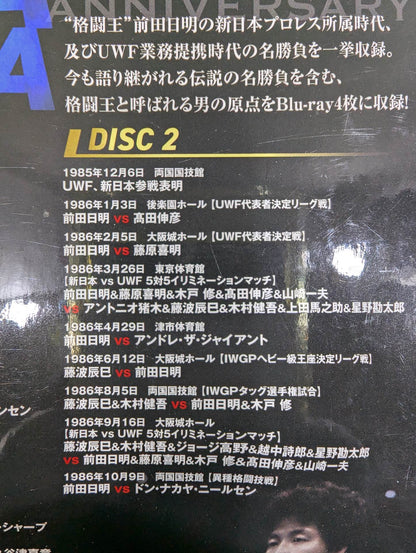 ANNIVERSARY
“格闘王”前田日明の新日本プロレス所属時代、
及びUWF業務提携時代の名勝負を一挙収録。
今も語り継がれる伝説の名勝負を含む、
格闘王と呼ばれる男の原点をBlu-ray4枚に収録!
DISC 2
1985年12月6日 両国国技館
UWF、新日本参戦表明
1986年1月3日 後楽園ホール【UWF代表者決定リーグ戦】
前田日明 vs 高田伸彦
1986年2月5日 大阪城ホール【UWF代表者決定戦】
前田日明 vs 藤原喜明
1986年3月26日 東京体育館
【新日本 vs UWF 5対5イリミネーションマッチ】
前田日明&藤原喜明&木戸 修&高田伸彦&山崎一夫
vs アントニオ猪木&藤波辰巳&木村健吾&上田馬之助&星野勘太郎
1986年4月29日 津市体育館
前田日明 vs アンドレ・ザ・ジャイアント
1986年6月12日 大阪城ホール【IWGPヘビー級王座決定リーグ戦】
藤波辰巳 vs 前田日明
1986年8月5日 両国国技館【IWGPタッグ選手権試合】
藤波辰巳&木村健吾 vs 前田日明&木戸 修
1986年9月16日 大阪城ホール
【新日本 vs UWF 5対5イリミネーションマッチ】
藤波辰巳&木村健吾&ジョージ高野&越中詩郎&星野勘太郎
vs 前田日明&藤原喜明&木戸 修&高田伸彦&山崎一夫
1986年10月9日 両国国技館【異種格闘技戦】
前田日明 vs ドン・ナカヤ・ニールセン
ンセン
・シャープ
谷津嘉章